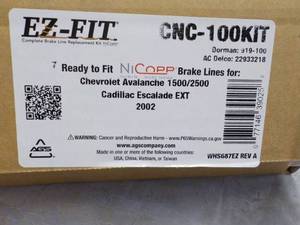 EZ-FIT
CNC-100KIT
Complete Brake Line Replacement Kit NiCopp
Dorman: 919-100
AC Delco: 22933218
7 Ready to Fit NiCopp Brake Lines for:
Chevrolet Avalanche 1500/2500
Cadillac Escalade EXT
2002
WARNING: Cancer and Reproductive Harm - www.P65Warnings.ca.gov
AGS
www.agscompany.com
Made in one or more of the following countries:
USA, China, Vietnam, or Taiwan
WHS687EZ REV A